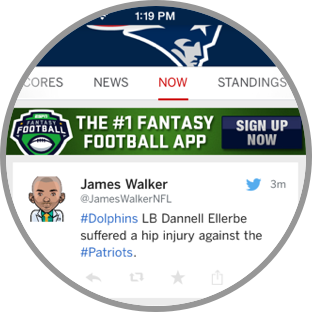 1:19 PM
CORES NEWS NOW STANDINGS
ESPN
FANTASY
FOOTBALL
THE #1 FANTASY
FOOTBALL APP
SIGN UP
NOW
James Walker 3m
@JamesWalkerNFL
#Dolphins LB Dannell Ellerbe
suffered a hip injury against the
#Patriots.